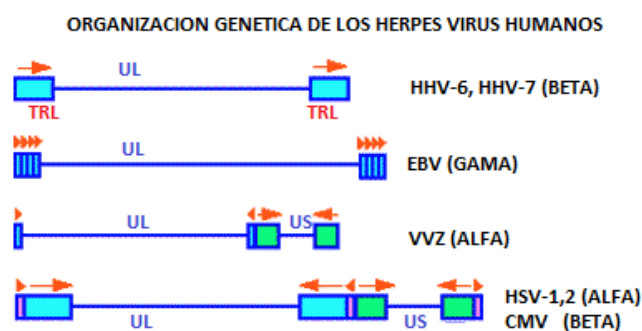 ORGANIZACION GENETICA DE LOS HERPES VIRUS HUMANOS
UL
TRL TRL
HHV-6, HHV-7 (BETA)
UL
EBV (GAMA)
UL US
VVZ (ALFA)
UL US
HSV-1,2 (ALFA)
CMV (BETA)